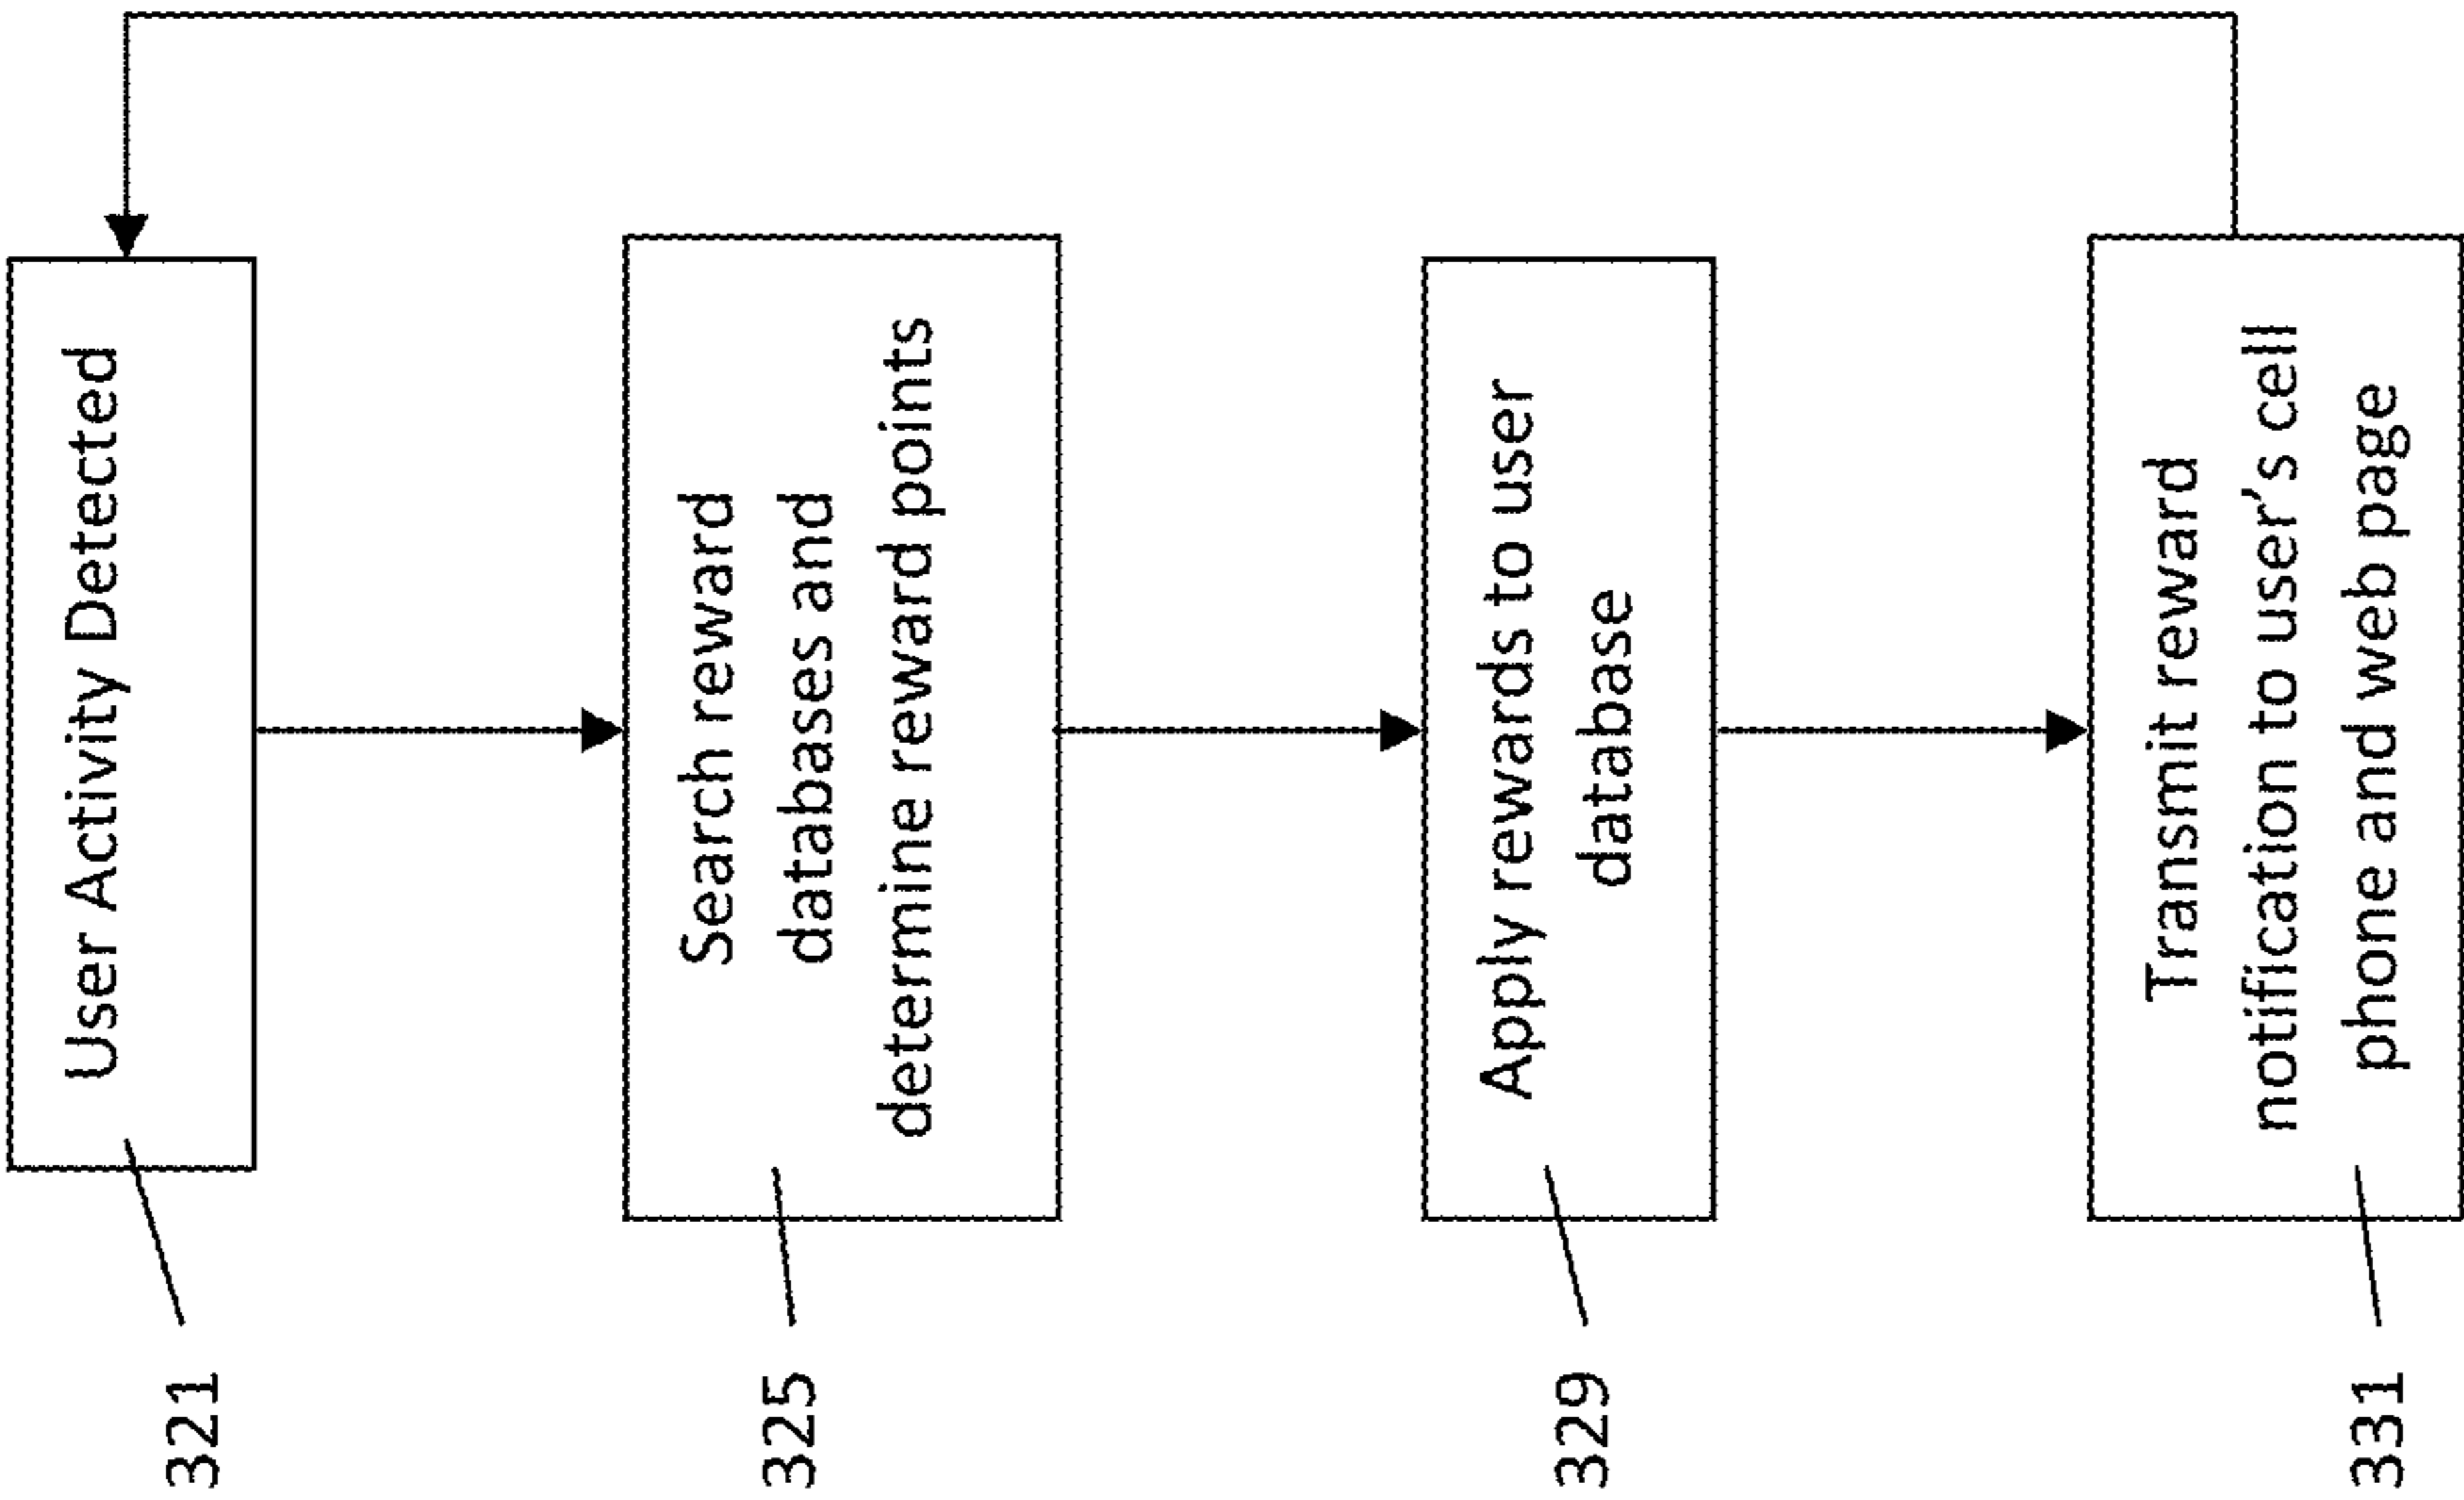 User Activity Detected
321
Search reward
databases and
determine reward points
325
Apply rewards to user
database
329
Transmit reward
notification to user's cell
phone and web page
331